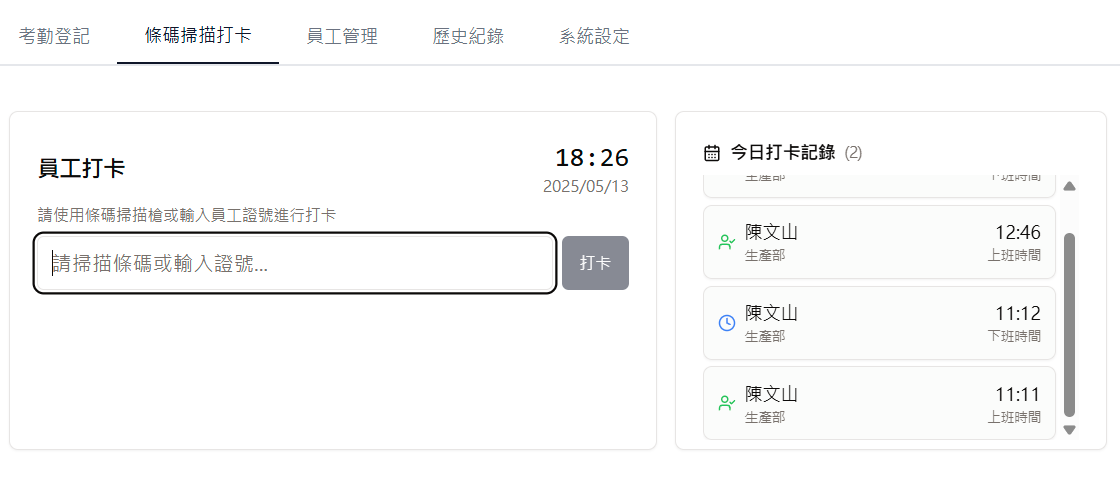 考勤登記 條碼掃描打卡 員工管理 歷史紀錄 系統設定
員工打卡
18:26
2025/05/13
請使用條碼掃描槍或輸入員工證號進行打卡
請掃描條碼或輸入證號...
打卡
今日打卡記錄 (2)
生產部 下班時間
陳文山 12:46
生產部 上班時間
陳文山 11:12
生產部 下班時間
陳文山 11:11
生產部 上班時間